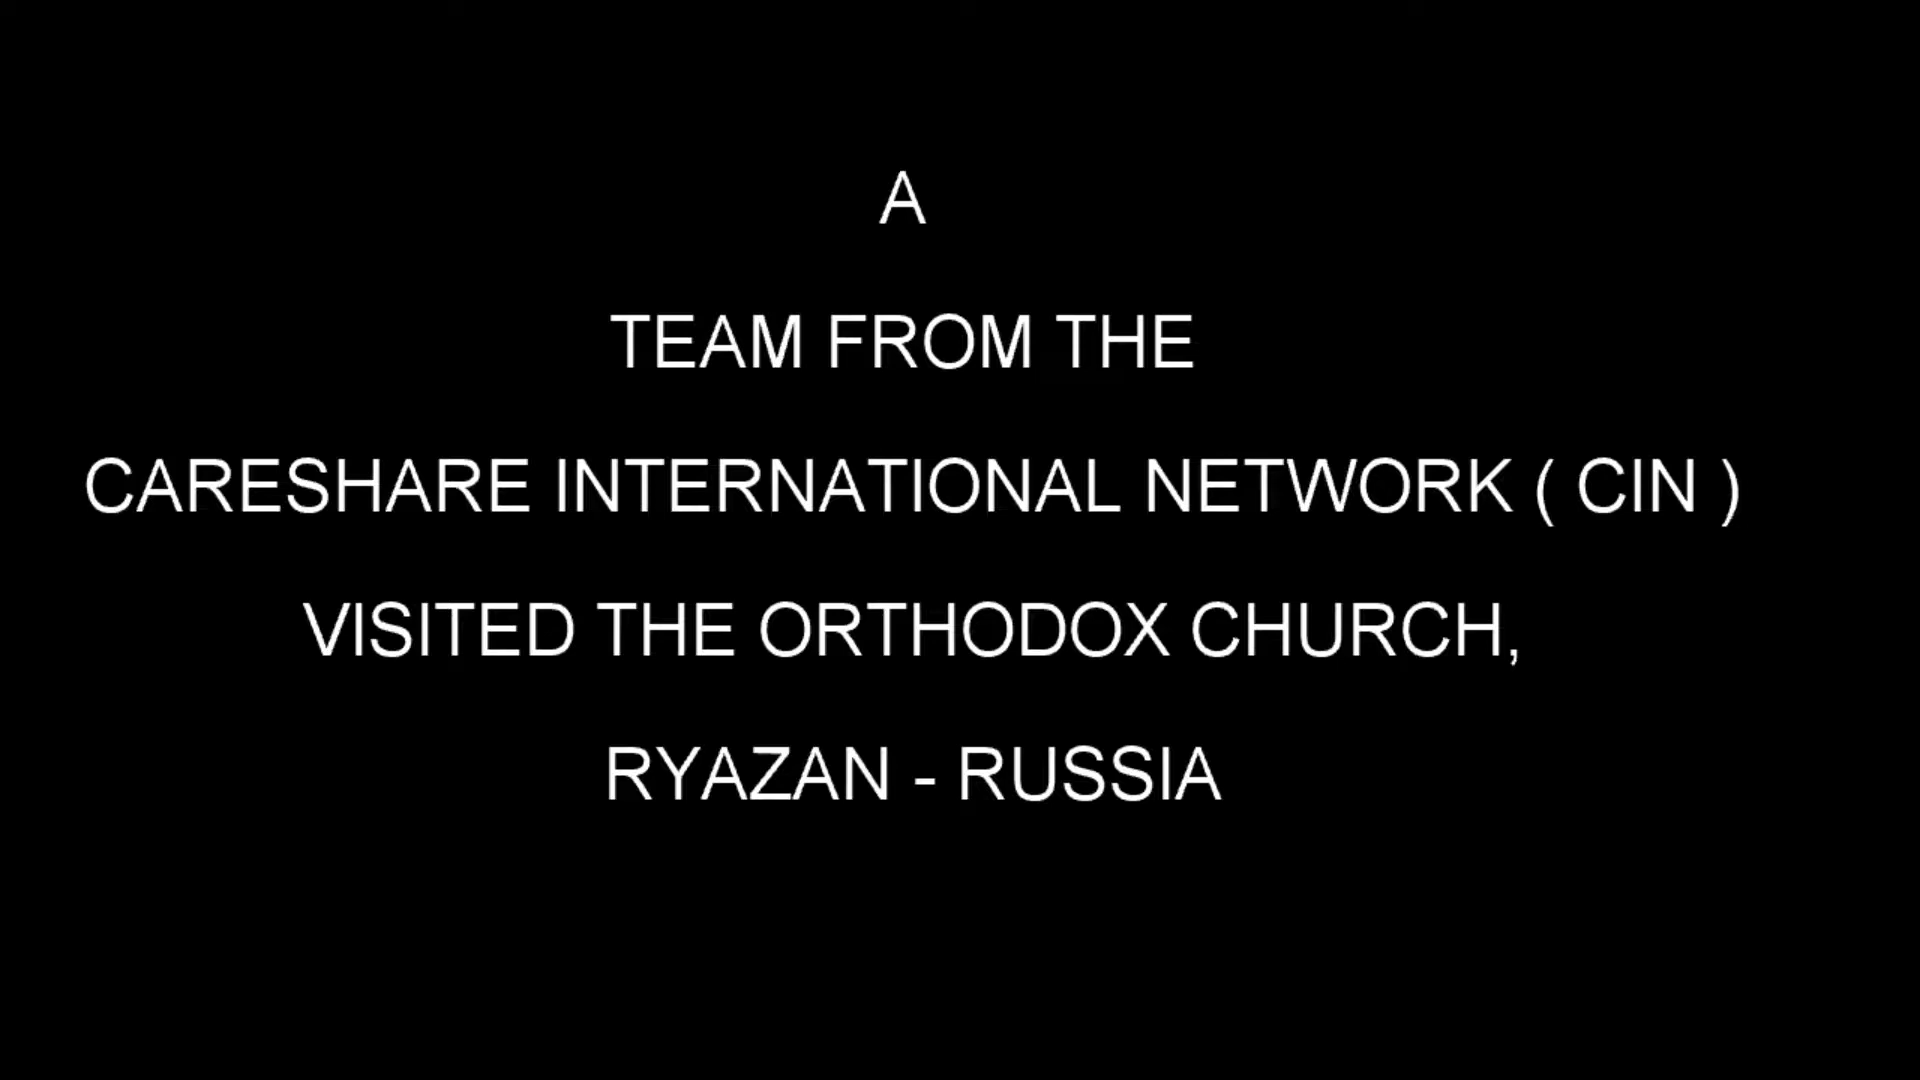 A
TEAM FROM THE
CARESHARE INTERNATIONAL NETWORK ( CIN )
VISITED THE ORTHODOX CHURCH,
RYAZAN - RUSSIA